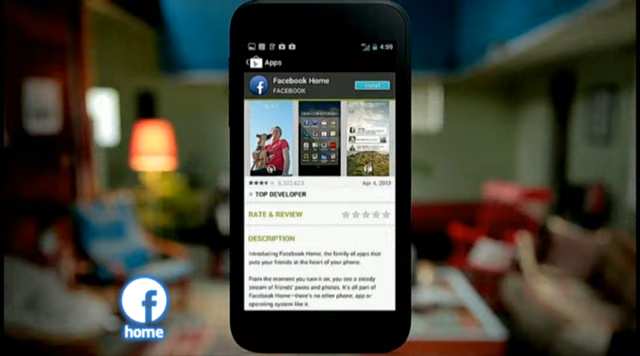 4:59
Apps
Facebook Home
FACEBOOK
Install
Apr 4, 2013
TOP DEVELOPER
RATE & REVIEW
DESCRIPTION
Introducing Facebook Home, the family of apps that
puts your friends at the heart of your phone.
From the moment you turn it on, you see a steady
stream of friends' posts and photos. It's all part of
Facebook Home—there's no other phone, app or
operating system like it.
f
home